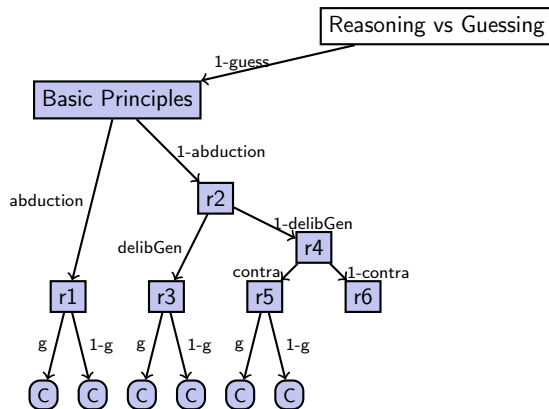 Reasoning vs Guessing
1-guess
Basic Principles
1-abduction
abduction
r2
1-delibGen
delibGen
r4
contra
1-contra
r1
r3
r5
r6
g
1-g
g
1-g
g
1-g
C
C
C
C
C
C